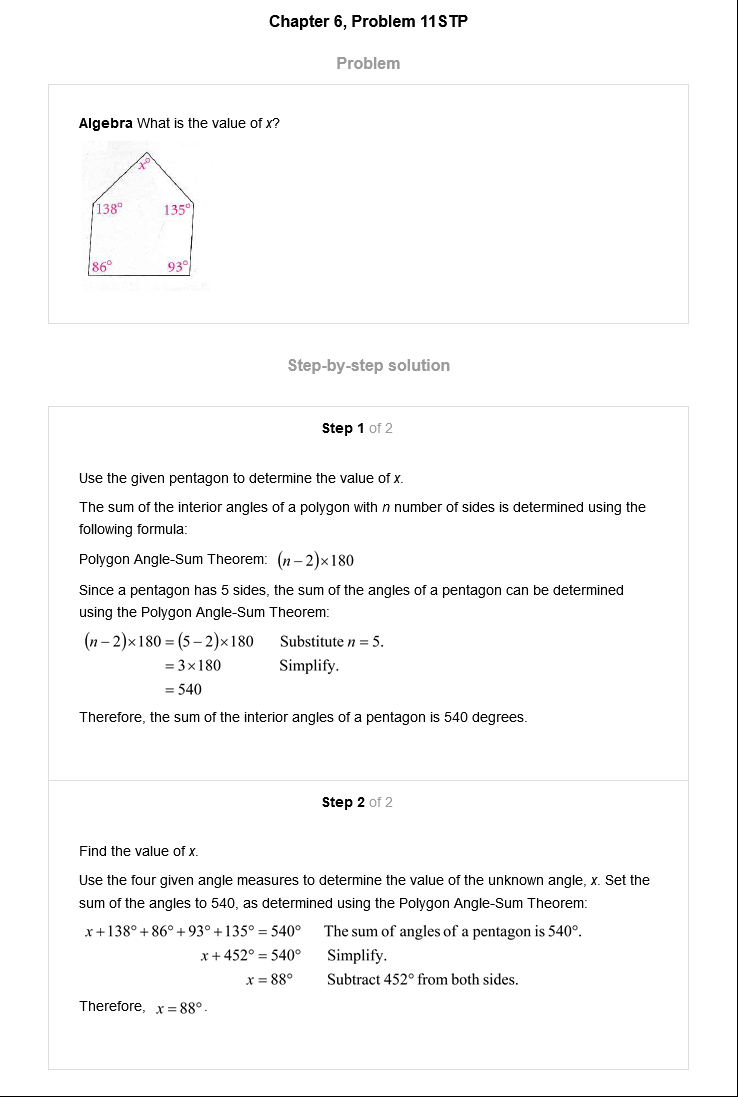 Chapter 6, Problem 11STP
Problem
Algebra What is the value of x?
x°
138° 135°
86° 93°
Step-by-step solution
Step 1 of 2
Use the given pentagon to determine the value of x.
The sum of the interior angles of a polygon with n number of sides is determined using the
following formula:
Polygon Angle-Sum Theorem: (n − 2)×180
Since a pentagon has 5 sides, the sum of the angles of a pentagon can be determined
using the Polygon Angle-Sum Theorem:
(n − 2)×180 = (5 − 2)×180 Substitute n = 5.
= 3×180 Simplify.
= 540
Therefore, the sum of the interior angles of a pentagon is 540 degrees.
Step 2 of 2
Find the value of x.
Use the four given angle measures to determine the value of the unknown angle, x. Set the
sum of the angles to 540, as determined using the Polygon Angle-Sum Theorem:
x + 138° + 86° + 93° + 135° = 540° The sum of angles of a pentagon is 540°.
x + 452° = 540° Simplify.
x = 88° Subtract 452° from both sides.
Therefore, x = 88°.